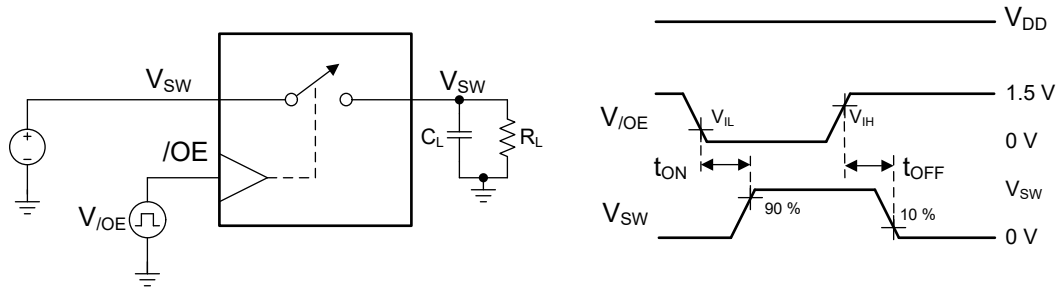 V_SW
V_SW
C_L
R_L
/OE
V_/OE
+
-
V_DD
V_/OE
V_IL
V_IH
1.5 V
0 V
t_ON
t_OFF
V_SW
90 %
10 %
V_SW
0 V